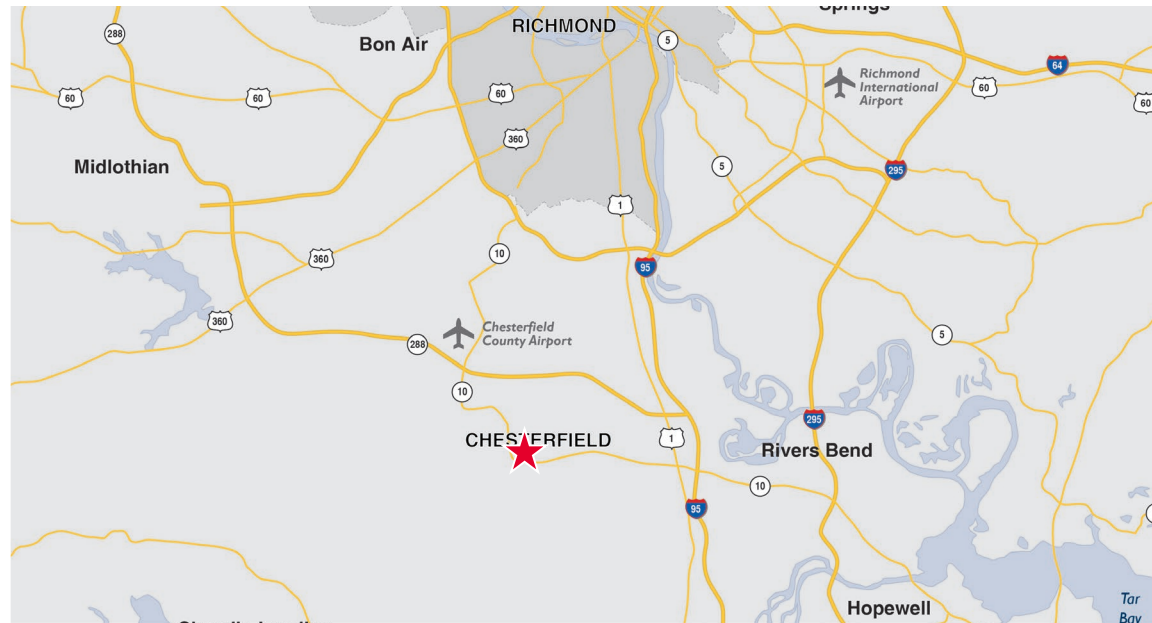 Springs
RICHMOND
288
5
Bon Air
64
Richmond
International
Airport
60
60
60
60
60
360
Midlothian
5
295
1
10
360
95
360
Chesterfield
County Airport
288
5
10
295
CHESTERFIELD
1
Rivers Bend
10
95
Tar
Bay
Hopewell